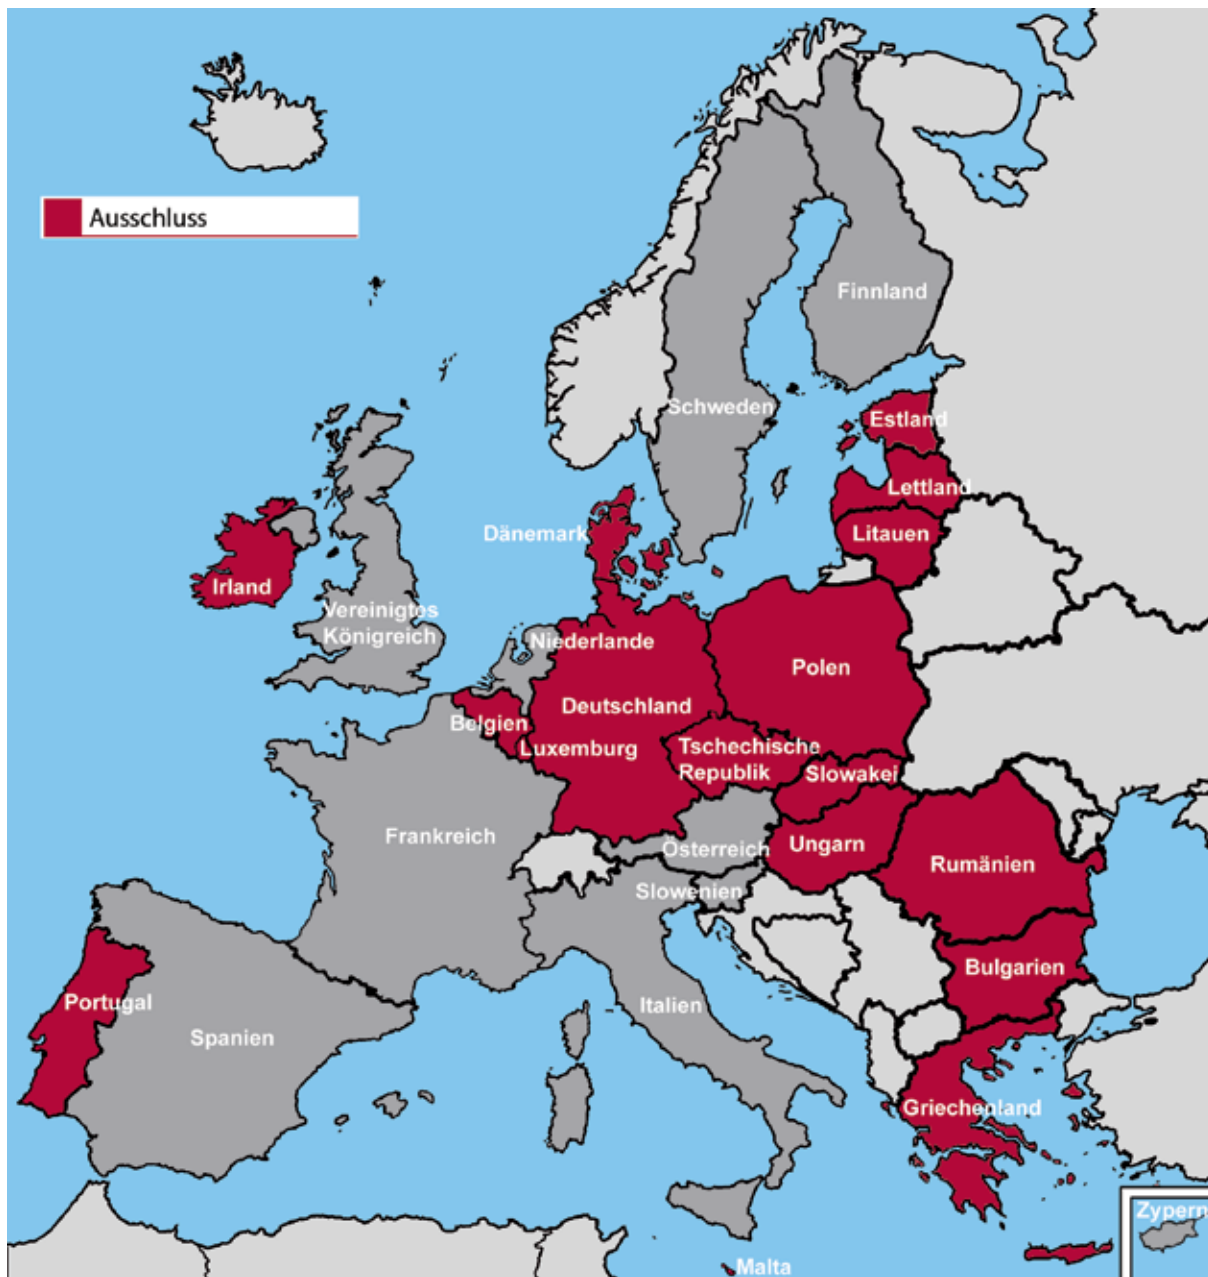 Ausschluss
Finnland
Schweden
Estland
Lettland
Litauen
Dänemark
Irland
Vereinigtos
Königreich
Niederlande
Polen
Deutschland
Belgien
Luxemburg
Tschechische
Republik
Slowakei
Frankreich
Österreich
Ungarn
Rumänien
Slowenien
Bulgarien
Portugal
Italien
Spanien
Griechenland
Zypern
Malta